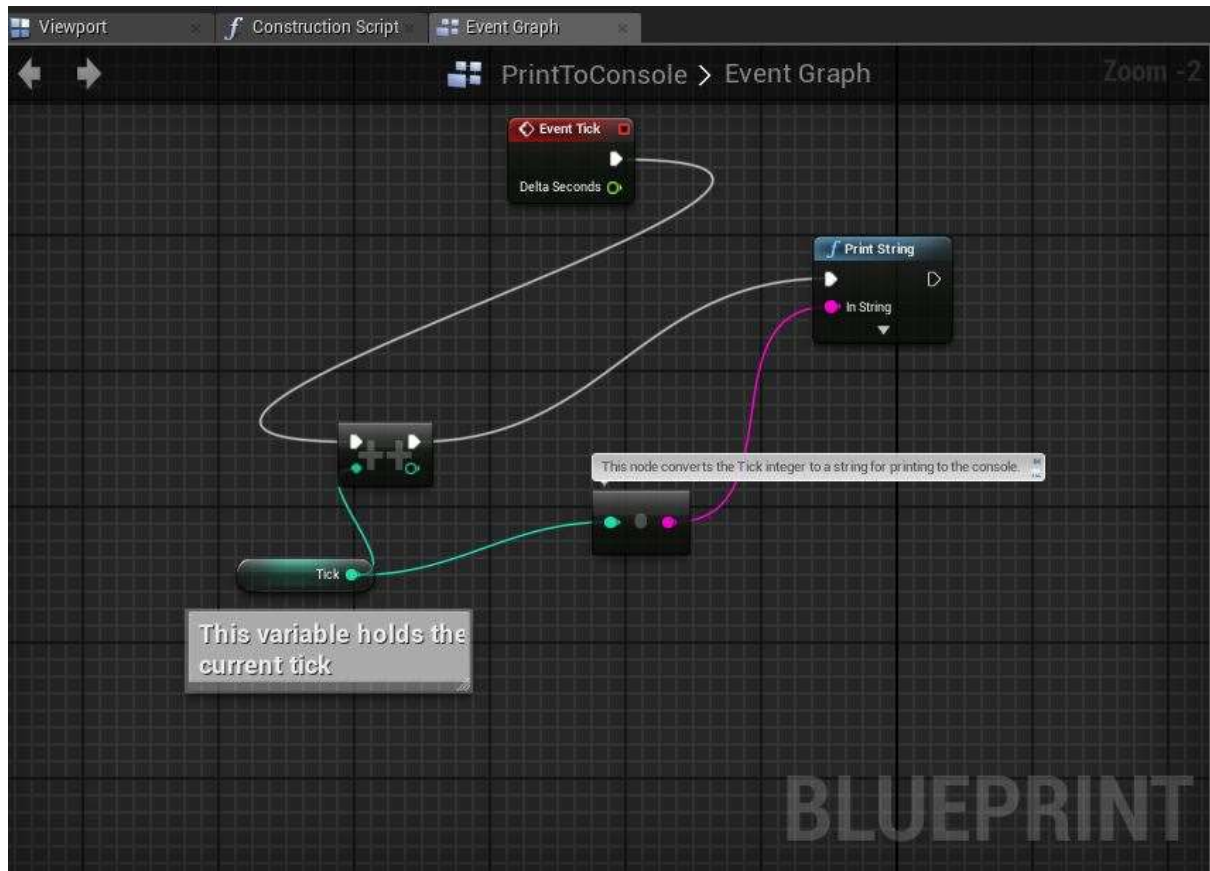 Viewport
Construction Script
Event Graph
PrintToConsole > Event Graph
Zoom -2
Event Tick
Delta Seconds
Print String
In String
++
This node converts the Tick integer to a string for printing to the console.
Tick
This variable holds the
current tick
BLUEPRINT